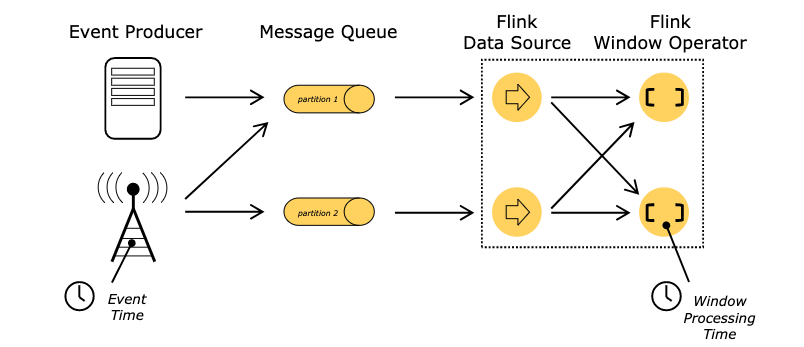 Event Producer
Message Queue
Flink
Data Source
Flink
Window Operator
partition 1
partition 2
Event
Time
Window
Processing
Time